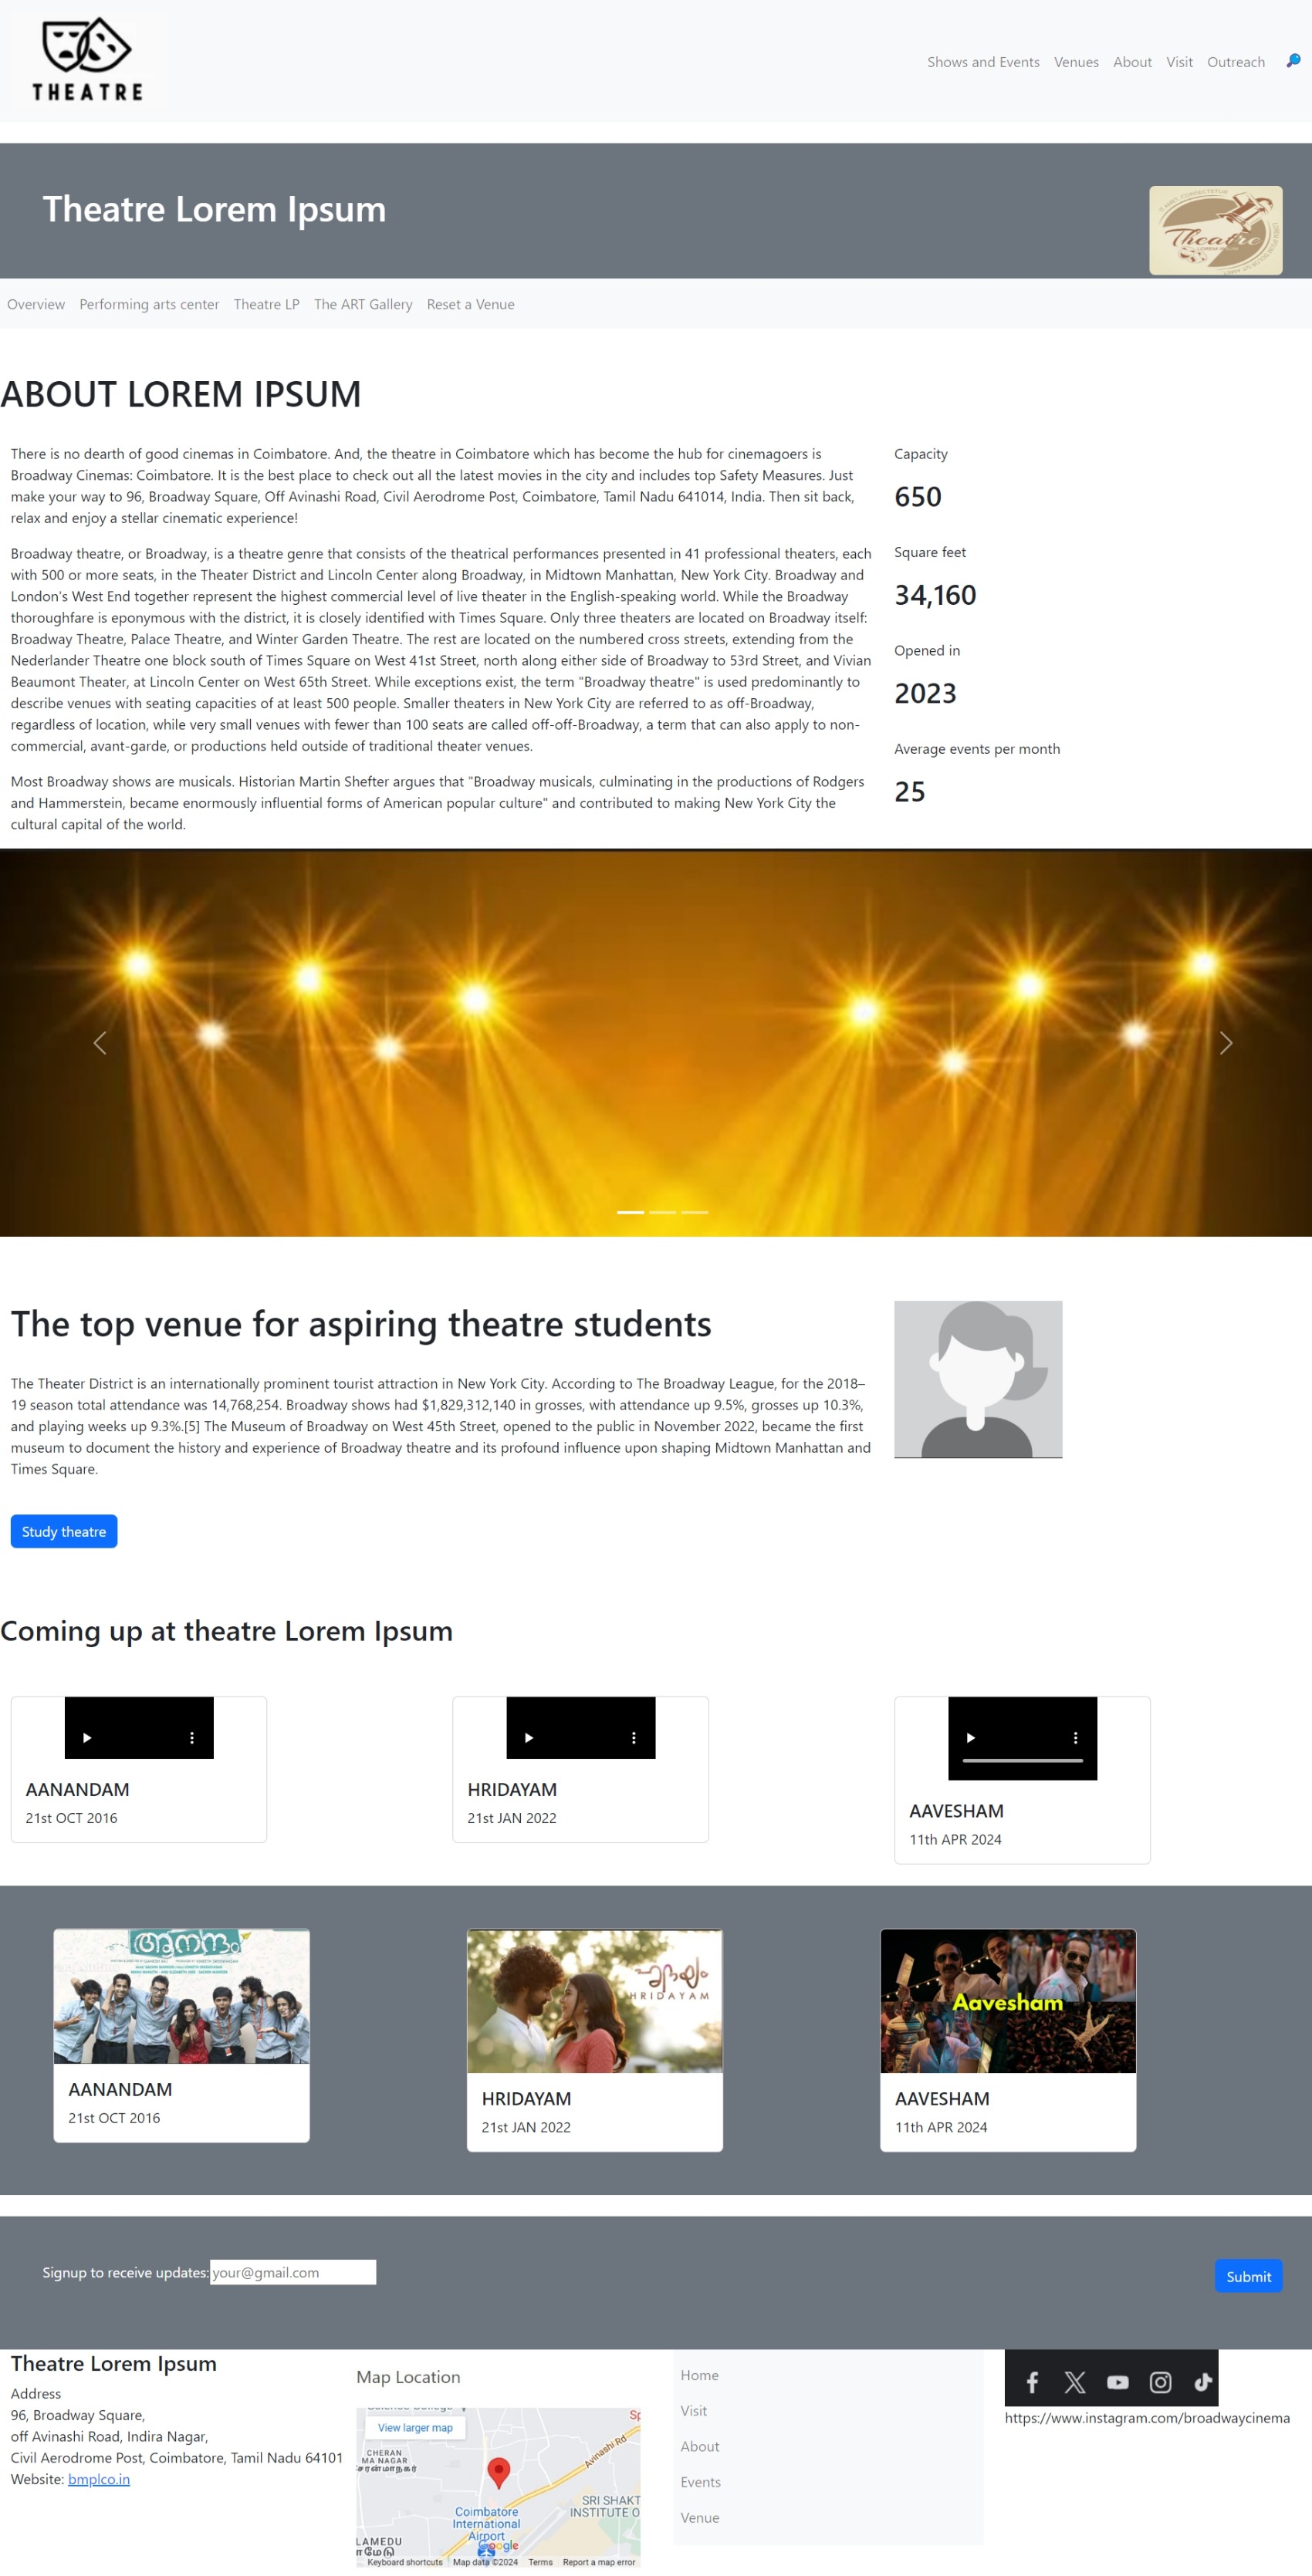 THEATRE
Shows and Events Venues About Visit Outreach
Theatre Lorem Ipsum
Theatre
LOREM IPSUM
Overview Performing arts center Theatre LP The ART Gallery Reset a Venue
ABOUT LOREM IPSUM
There is no dearth of good cinemas in Coimbatore. And, the theatre in Coimbatore which has become the hub for cinemagoers is
Broadway Cinemas: Coimbatore. It is the best place to check out all the latest movies in the city and includes top Safety Measures. Just
make your way to 96, Broadway Square, Off Avinashi Road, Civil Aerodrome Post, Coimbatore, Tamil Nadu 641014, India. Then sit back,
relax and enjoy a stellar cinematic experience!
Broadway theatre, or Broadway, is a theatre genre that consists of the theatrical performances presented in 41 professional theaters, each
with 500 or more seats, in the Theater District and Lincoln Center along Broadway, in Midtown Manhattan, New York City. Broadway and
London's West End together represent the highest commercial level of live theater in the English-speaking world. While the Broadway
thoroughfare is eponymous with the district, it is closely identified with Times Square. Only three theaters are located on Broadway itself:
Broadway Theatre, Palace Theatre, and Winter Garden Theatre. The rest are located on the numbered cross streets, extending from the
Nederlander Theatre one block south of Times Square on West 41st Street, north along either side of Broadway to 53rd Street, and Vivian
Beaumont Theater, at Lincoln Center on West 65th Street. While exceptions exist, the term "Broadway theatre" is used predominantly to
describe venues with seating capacities of at least 500 people. Smaller theaters in New York City are referred to as off-Broadway,
regardless of location, while very small venues with fewer than 100 seats are called off-off-Broadway, a term that can also apply to non-
commercial, avant-garde, or productions held outside of traditional theater venues.
Most Broadway shows are musicals. Historian Martin Shefter argues that "Broadway musicals, culminating in the productions of Rodgers
and Hammerstein, became enormously influential forms of American popular culture" and contributed to making New York City the
cultural capital of the world.
Capacity
650
Square feet
34,160
Opened in
2023
Average events per month
25
The top venue for aspiring theatre students
The Theater District is an internationally prominent tourist attraction in New York City. According to The Broadway League, for the 2018–
19 season total attendance was 14,768,254. Broadway shows had $1,829,312,140 in grosses, with attendance up 9.5%, grosses up 10.3%,
and playing weeks up 9.3%.[5] The Museum of Broadway on West 45th Street, opened to the public in November 2022, became the first
museum to document the history and experience of Broadway theatre and its profound influence upon shaping Midtown Manhattan and
Times Square.
Study theatre
Coming up at theatre Lorem Ipsum
AANANDAM
21st OCT 2016
HRIDAYAM
21st JAN 2022
AAVESHAM
11th APR 2024
ആനന്ദം
AANANDAM
21st OCT 2016
ഹൃദയം
HRIDAYAM
HRIDAYAM
21st JAN 2022
Aavesham
AAVESHAM
11th APR 2024
Signup to receive updates: your@gmail.com
Submit
Theatre Lorem Ipsum
Address
96, Broadway Square,
off Avinashi Road, Indira Nagar,
Civil Aerodrome Post, Coimbatore, Tamil Nadu 64101
Website: bmplco.in
Map Location
View larger map
CHERAN
MA NAGAR
சேரன்மாநகர்
Avinashi Rd
SRI SHAKT
INSTITUTE O
Coimbatore
International
Airport
LAMEDU
Google
Keyboard shortcuts Map data ©2024 Terms Report a map error
Home
Visit
About
Events
Venue
https://www.instagram.com/broadwaycinema